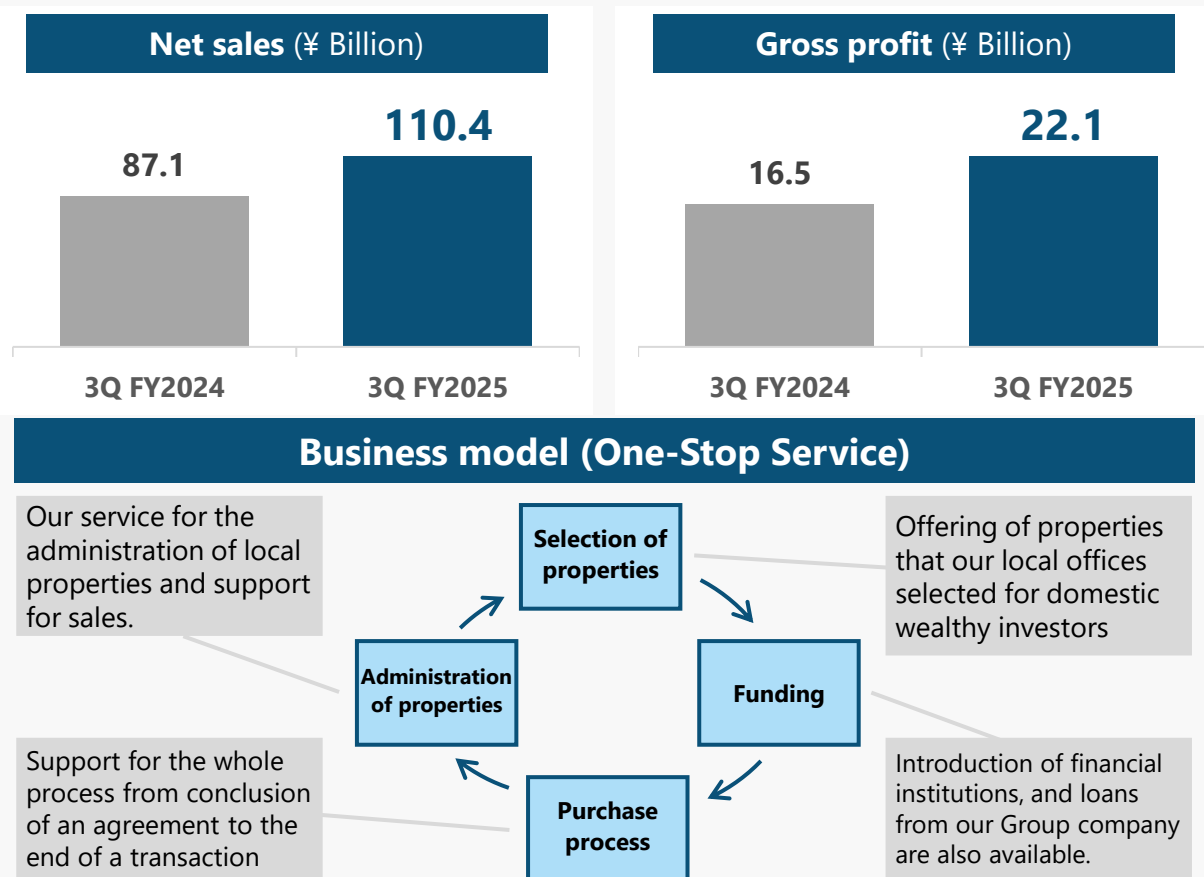 Net sales (¥ Billion)
87.1
110.4
3Q FY2024
3Q FY2025
Gross profit (¥ Billion)
16.5
22.1
3Q FY2024
3Q FY2025
Business model (One-Stop Service)
Our service for the
administration of local
properties and support
for sales.
Selection of
properties
Offering of properties
that our local offices
selected for domestic
wealthy investors
Administration
of properties
Funding
Support for the whole
process from conclusion
of an agreement to the
end of a transaction
Purchase
process
Introduction of financial
institutions, and loans
from our Group company
are also available.